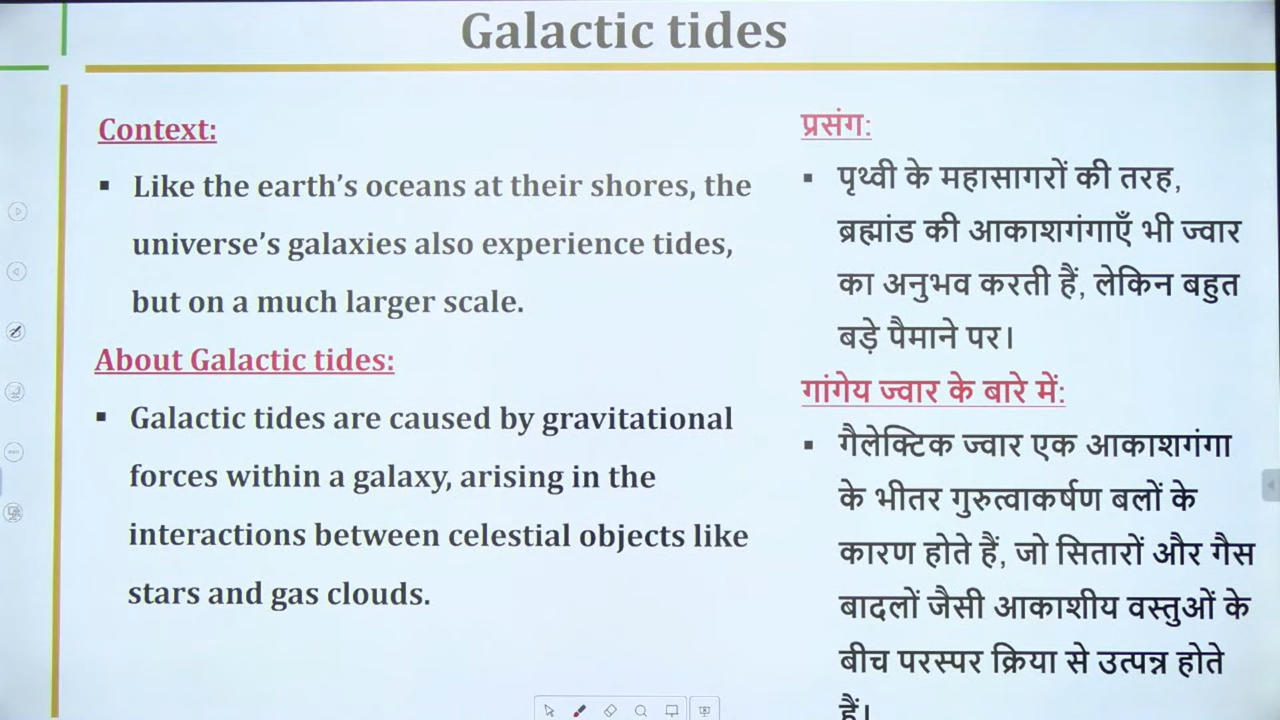 Galactic tides
Context:
▪ Like the earth’s oceans at their shores, the
universe’s galaxies also experience tides,
but on a much larger scale.
About Galactic tides:
▪ Galactic tides are caused by gravitational
forces within a galaxy, arising in the
interactions between celestial objects like
stars and gas clouds.
प्रसंग:
▪ पृथ्वी के महासागरों की तरह,
ब्रह्मांड की आकाशगंगाएँ भी ज्वार
का अनुभव करती हैं, लेकिन बहुत
बड़े पैमाने पर।
गांगेय ज्वार के बारे में:
▪ गैलेक्टिक ज्वार एक आकाशगंगा
के भीतर गुरुत्वाकर्षण बलों के
कारण होते हैं, जो सितारों और गैस
बादलों जैसी आकाशीय वस्तुओं के
बीच परस्पर क्रिया से उत्पन्न होते
हैं।